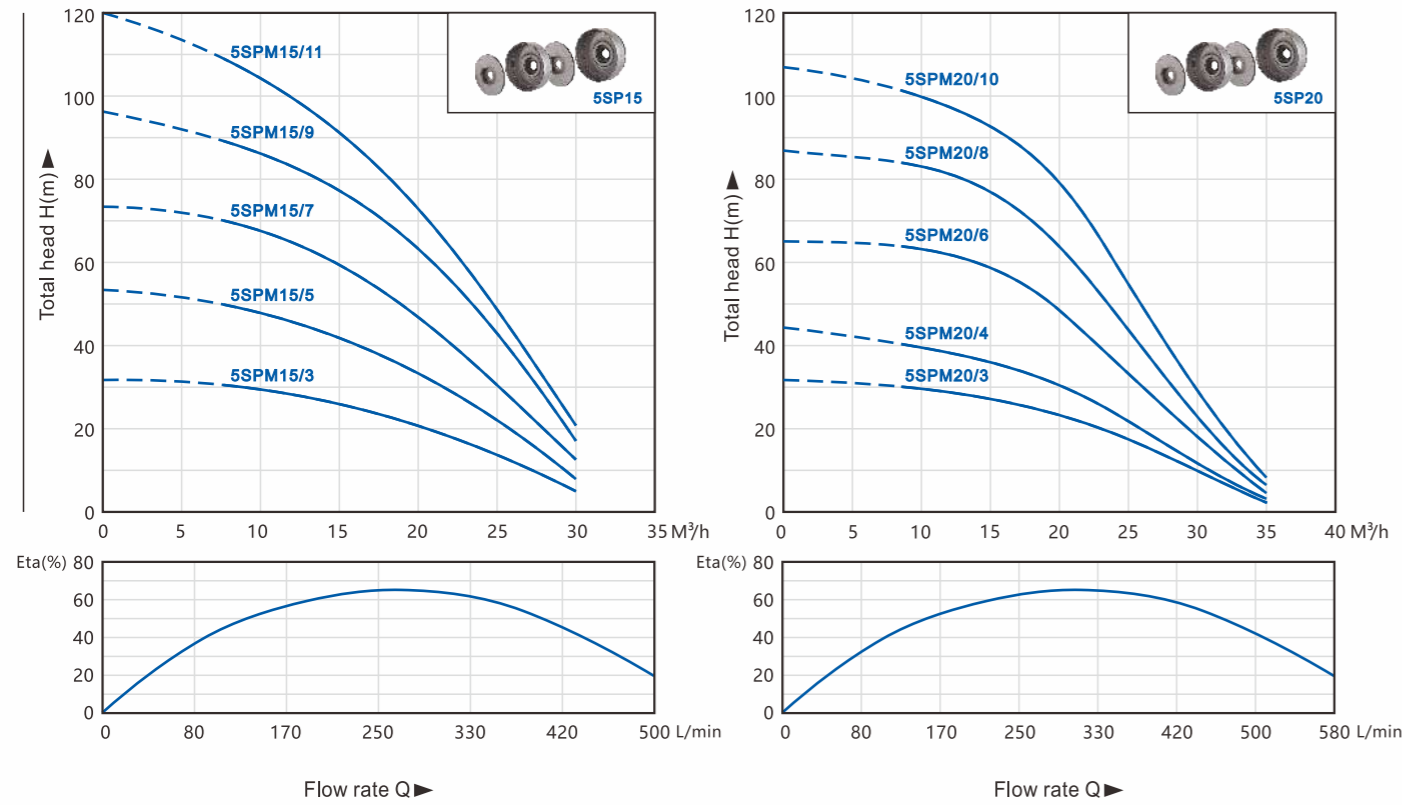 120
100
80
60
40
20
0
Total head H(m)
5SPM15/11
5SPM15/9
5SPM15/7
5SPM15/5
5SPM15/3
5SP15
0 5 10 15 20 25 30 35 M³/h
Eta(%) 80
60
40
20
0
0 80 170 250 330 420 500 L/min
Flow rate Q
120
100
80
60
40
20
0
Total head H(m)
5SPM20/10
5SPM20/8
5SPM20/6
5SPM20/4
5SPM20/3
5SP20
0 5 10 15 20 25 30 35 40 M³/h
Eta(%) 80
60
40
20
0
0 80 170 250 330 420 500 580 L/min
Flow rate Q